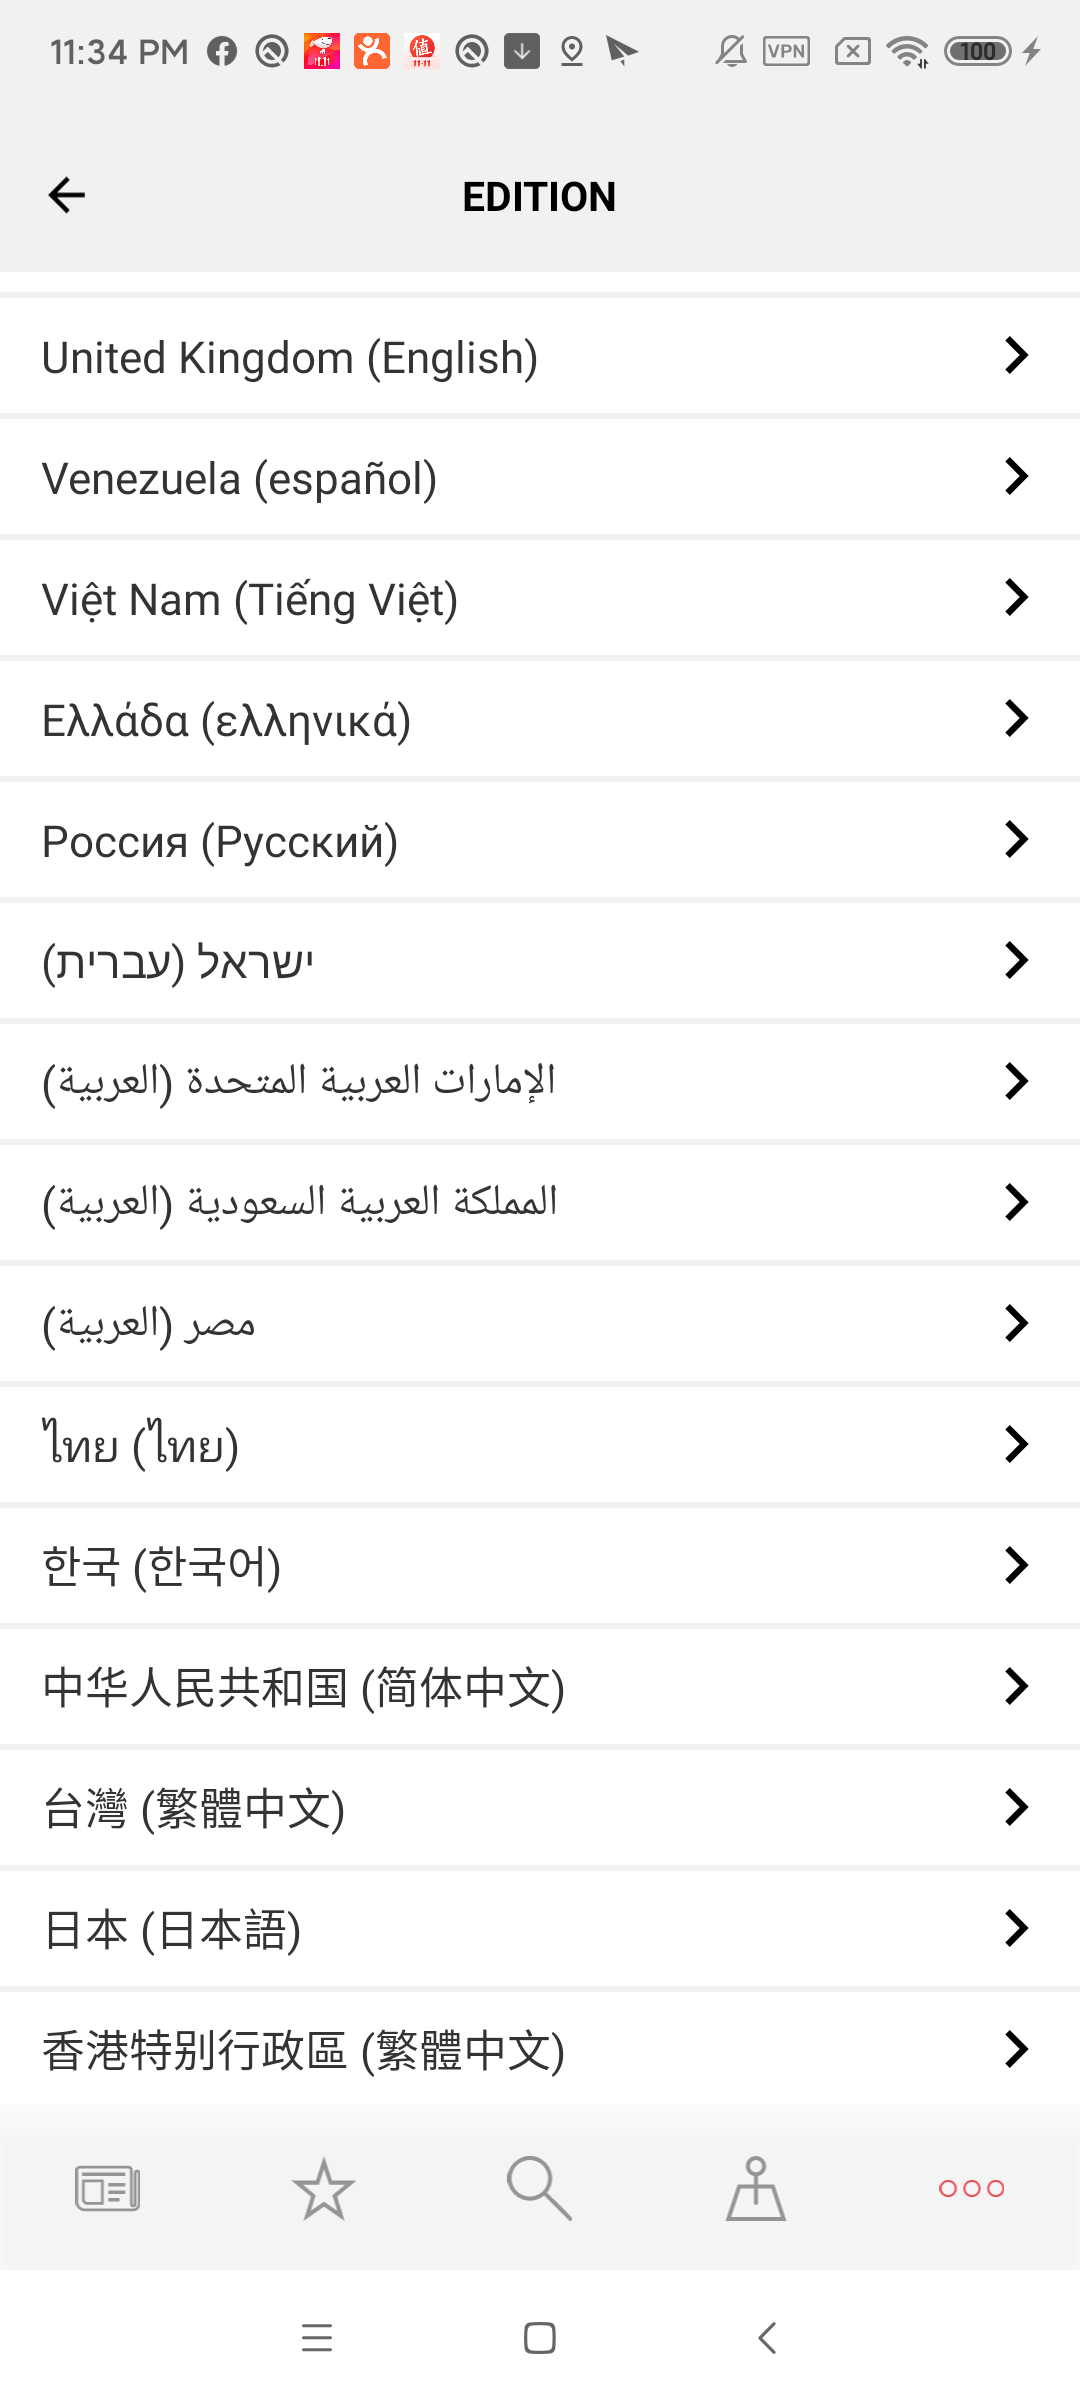 11:34 PM
VPN
100
EDITION
United Kingdom (English)
Venezuela (español)
Việt Nam (Tiếng Việt)
Ελλάδα (ελληνικά)
Россия (Русский)
ישראל (עברית)
الإمارات العربية المتحدة (العربية)
المملكة العربية السعودية (العربية)
مصر (العربية)
ไทย (ไทย)
한국 (한국어)
中华人民共和国 (简体中文)
台灣 (繁體中文)
日本 (日本語)
香港特别行政區 (繁體中文)